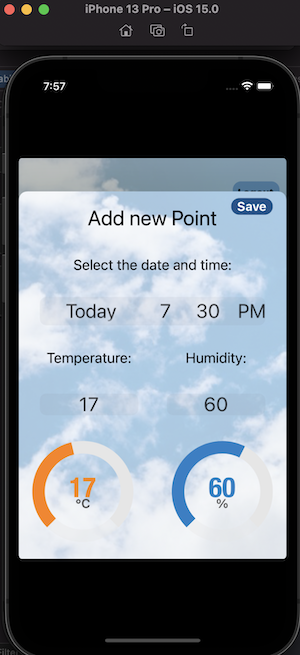 iPhone 13 Pro – iOS 15.0
7:57
Logout
Save
Add new Point
Select the date and time:
Today 7 30 PM
Temperature: Humidity:
17 60
17 60
°C %